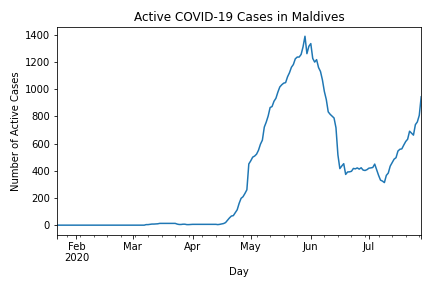 Active COVID-19 Cases in Maldives
Number of Active Cases
1400
1200
1000
800
600
400
200
0
Feb Mar Apr May Jun Jul
2020
Day